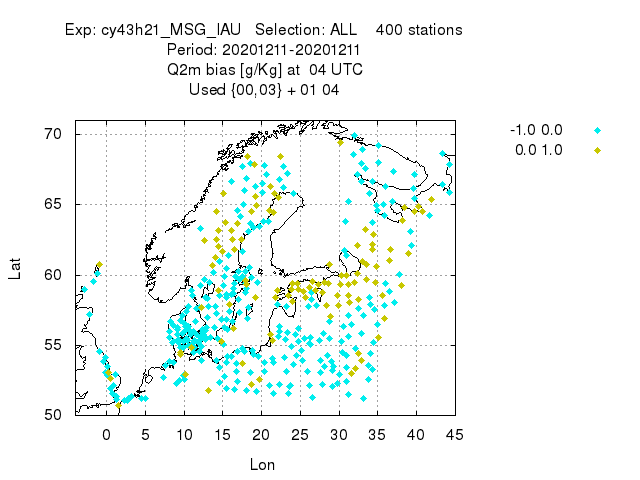 Exp: cy43h21_MSG_IAU   Selection: ALL    400 stations
Period: 20201211-20201211
Q2m bias [g/Kg] at  04 UTC
Used {00,03} + 01 04
-1.0 0.0
0.0 1.0
70
65
60
55
50
Lat
0 5 10 15 20 25 30 35 40 45
Lon